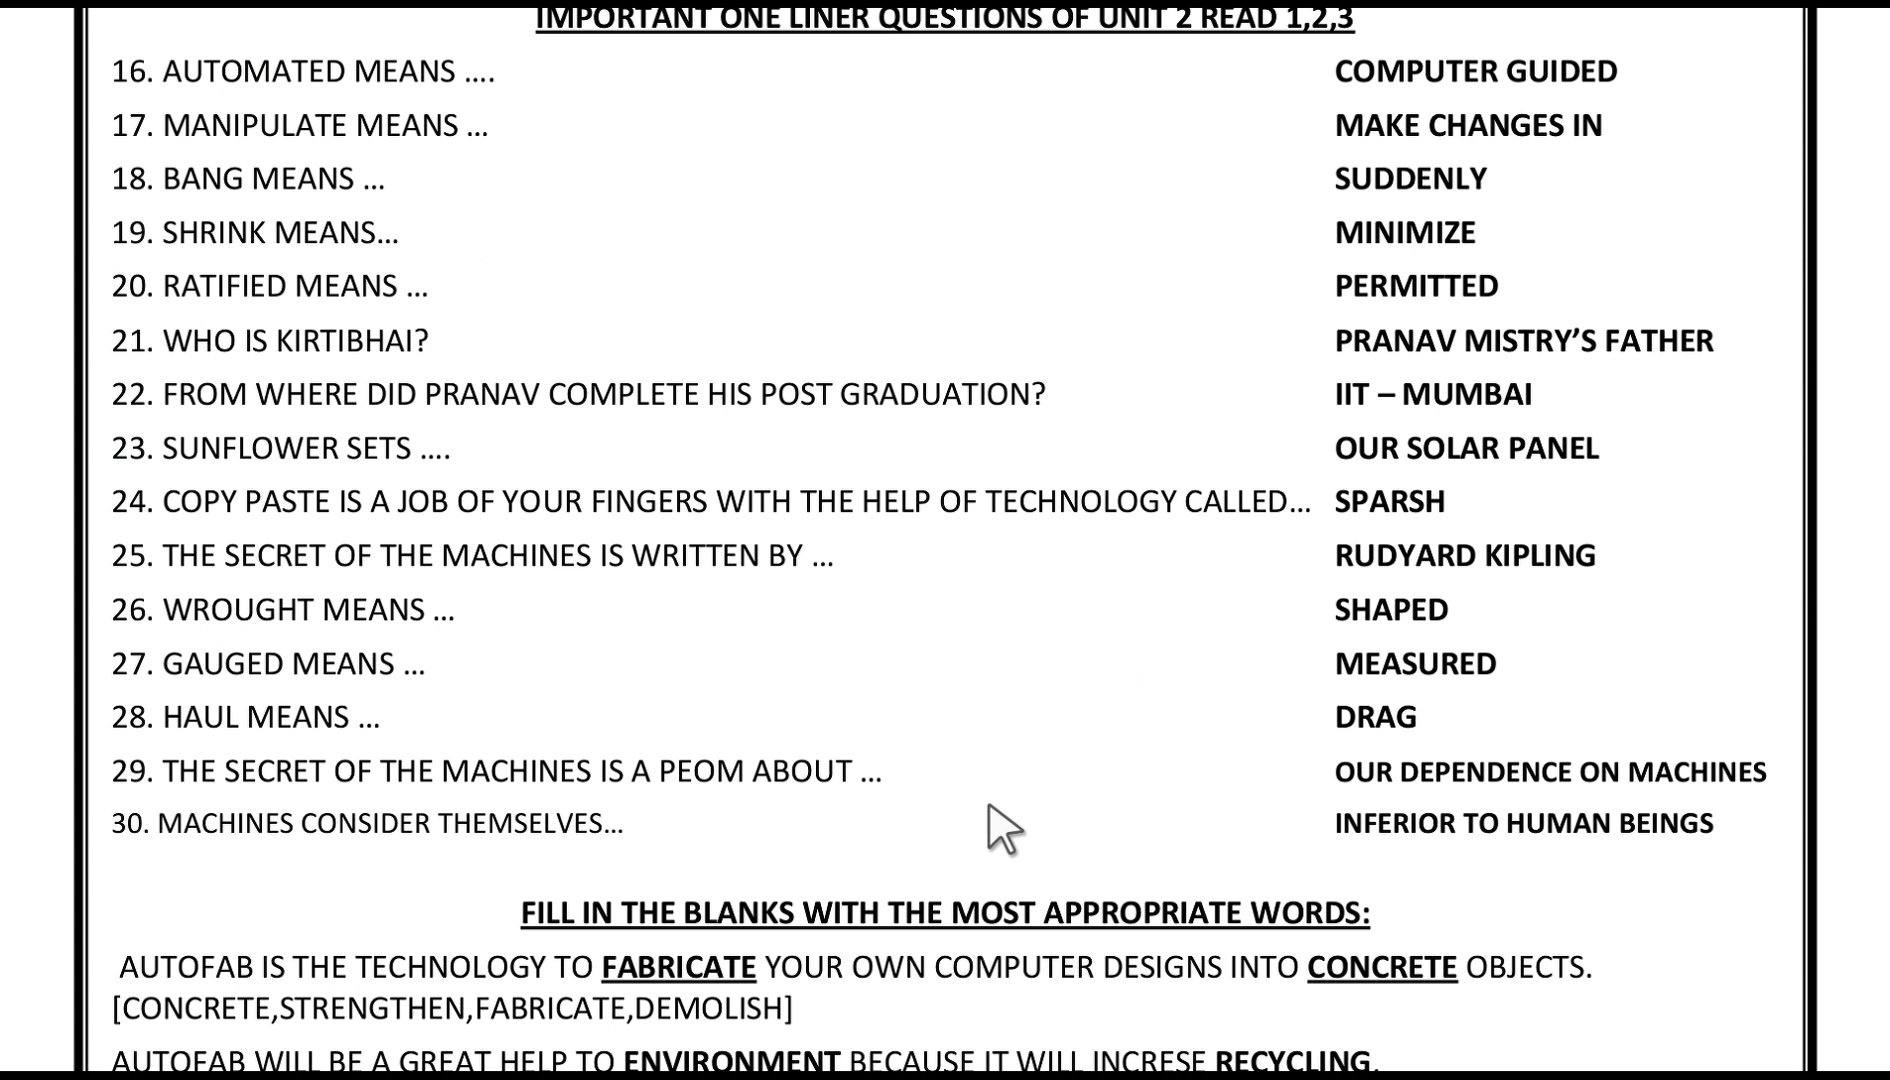 IMPORTANT ONE LINER QUESTIONS OF UNIT 2 READ 1,2,3
16. AUTOMATED MEANS .... COMPUTER GUIDED
17. MANIPULATE MEANS ... MAKE CHANGES IN
18. BANG MEANS ... SUDDENLY
19. SHRINK MEANS... MINIMIZE
20. RATIFIED MEANS ... PERMITTED
21. WHO IS KIRTIBHAI? PRANAV MISTRY’S FATHER
22. FROM WHERE DID PRANAV COMPLETE HIS POST GRADUATION? IIT – MUMBAI
23. SUNFLOWER SETS .... OUR SOLAR PANEL
24. COPY PASTE IS A JOB OF YOUR FINGERS WITH THE HELP OF TECHNOLOGY CALLED... SPARSH
25. THE SECRET OF THE MACHINES IS WRITTEN BY ... RUDYARD KIPLING
26. WROUGHT MEANS ... SHAPED
27. GAUGED MEANS ... MEASURED
28. HAUL MEANS ... DRAG
29. THE SECRET OF THE MACHINES IS A PEOM ABOUT ... OUR DEPENDENCE ON MACHINES
30. MACHINES CONSIDER THEMSELVES... INFERIOR TO HUMAN BEINGS
FILL IN THE BLANKS WITH THE MOST APPROPRIATE WORDS:
AUTOFAB IS THE TECHNOLOGY TO FABRICATE YOUR OWN COMPUTER DESIGNS INTO CONCRETE OBJECTS.
[CONCRETE,STRENGTHEN,FABRICATE,DEMOLISH]
AUTOFAB WILL BE A GREAT HELP TO ENVIRONMENT BECAUSE IT WILL INCRESE RECYCLING.